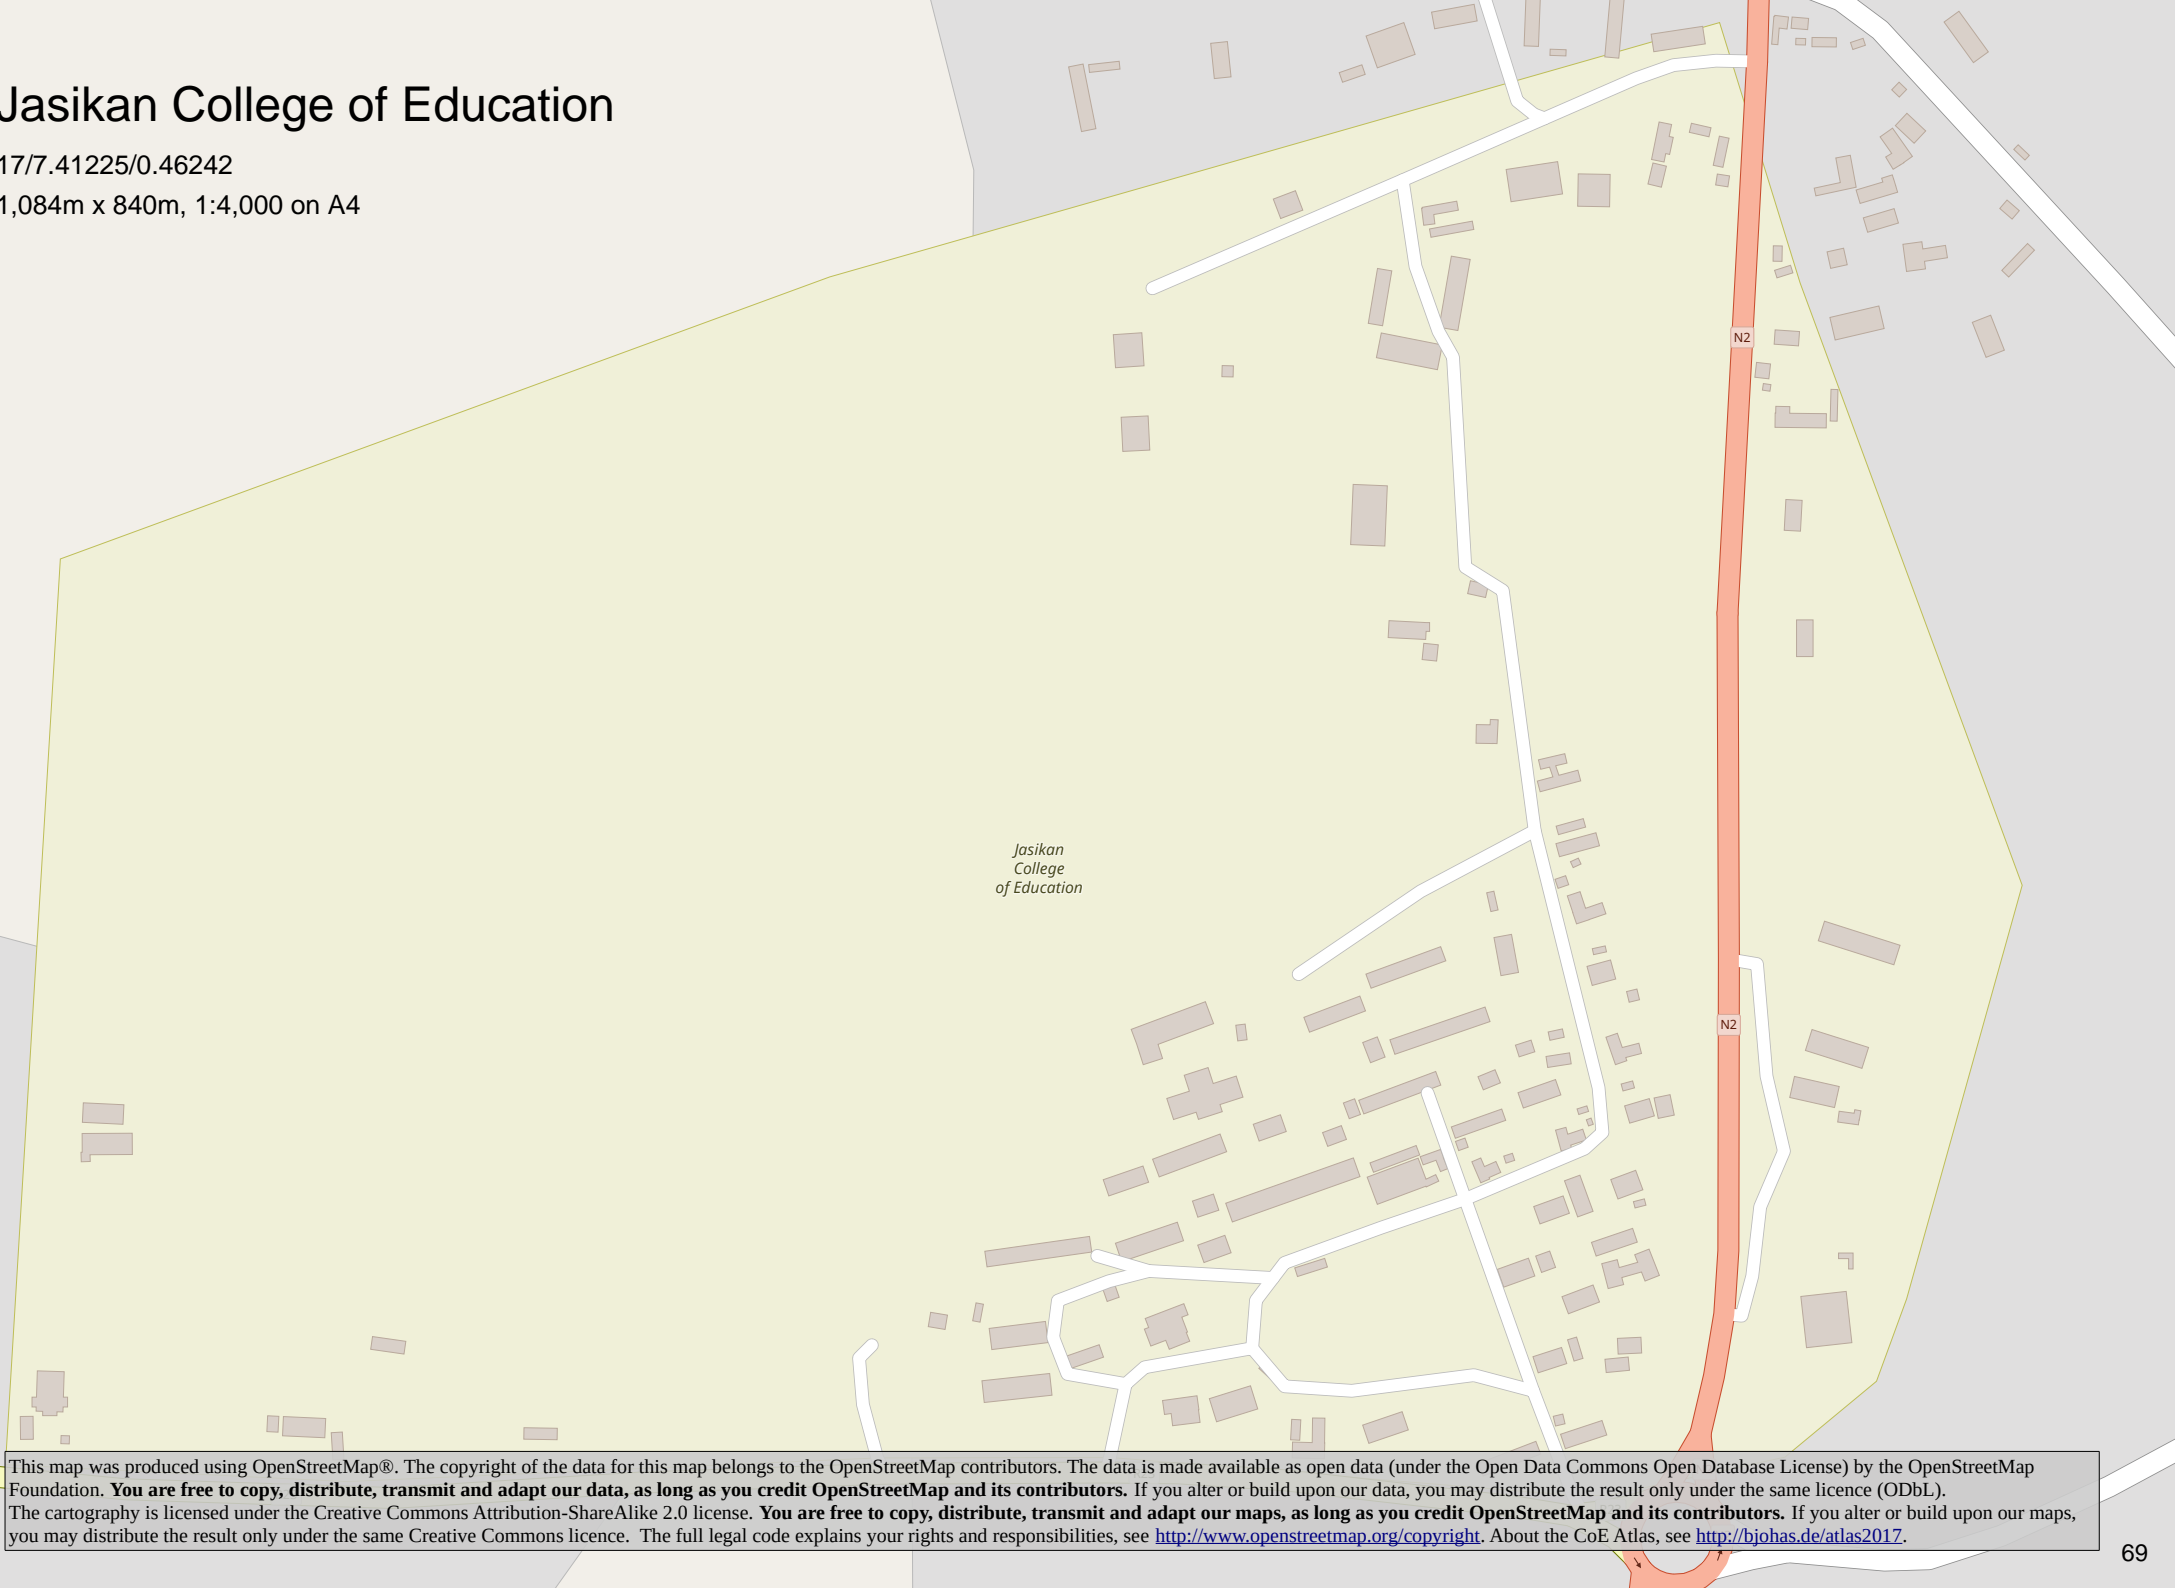 Jasikan College of Education
17/7.41225/0.46242
1,084m x 840m, 1:4,000 on A4
N2
Jasikan
College
of Education
N2
This map was produced using OpenStreetMap®. The copyright of the data for this map belongs to the OpenStreetMap contributors. The data is made available as open data (under the Open Data Commons Open Database License) by the OpenStreetMap
Foundation. You are free to copy, distribute, transmit and adapt our data, as long as you credit OpenStreetMap and its contributors. If you alter or build upon our data, you may distribute the result only under the same licence (ODbL).
The cartography is licensed under the Creative Commons Attribution-ShareAlike 2.0 license. You are free to copy, distribute, transmit and adapt our maps, as long as you credit OpenStreetMap and its contributors. If you alter or build upon our maps,
you may distribute the result only under the same Creative Commons licence. The full legal code explains your rights and responsibilities, see http://www.openstreetmap.org/copyright. About the CoE Atlas, see http://bjohas.de/atlas2017.
69